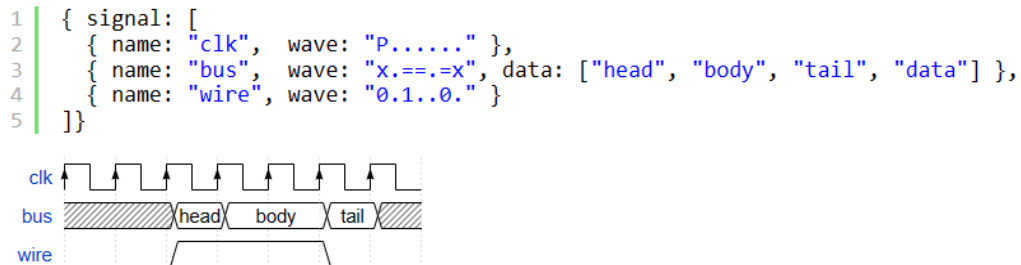 1 { signal: [
2 { name: "clk", wave: "P......" },
3 { name: "bus", wave: "x.==.=x", data: ["head", "body", "tail", "data"] },
4 { name: "wire", wave: "0.1..0." }
5 ]}
clk
bus head body tail
wire